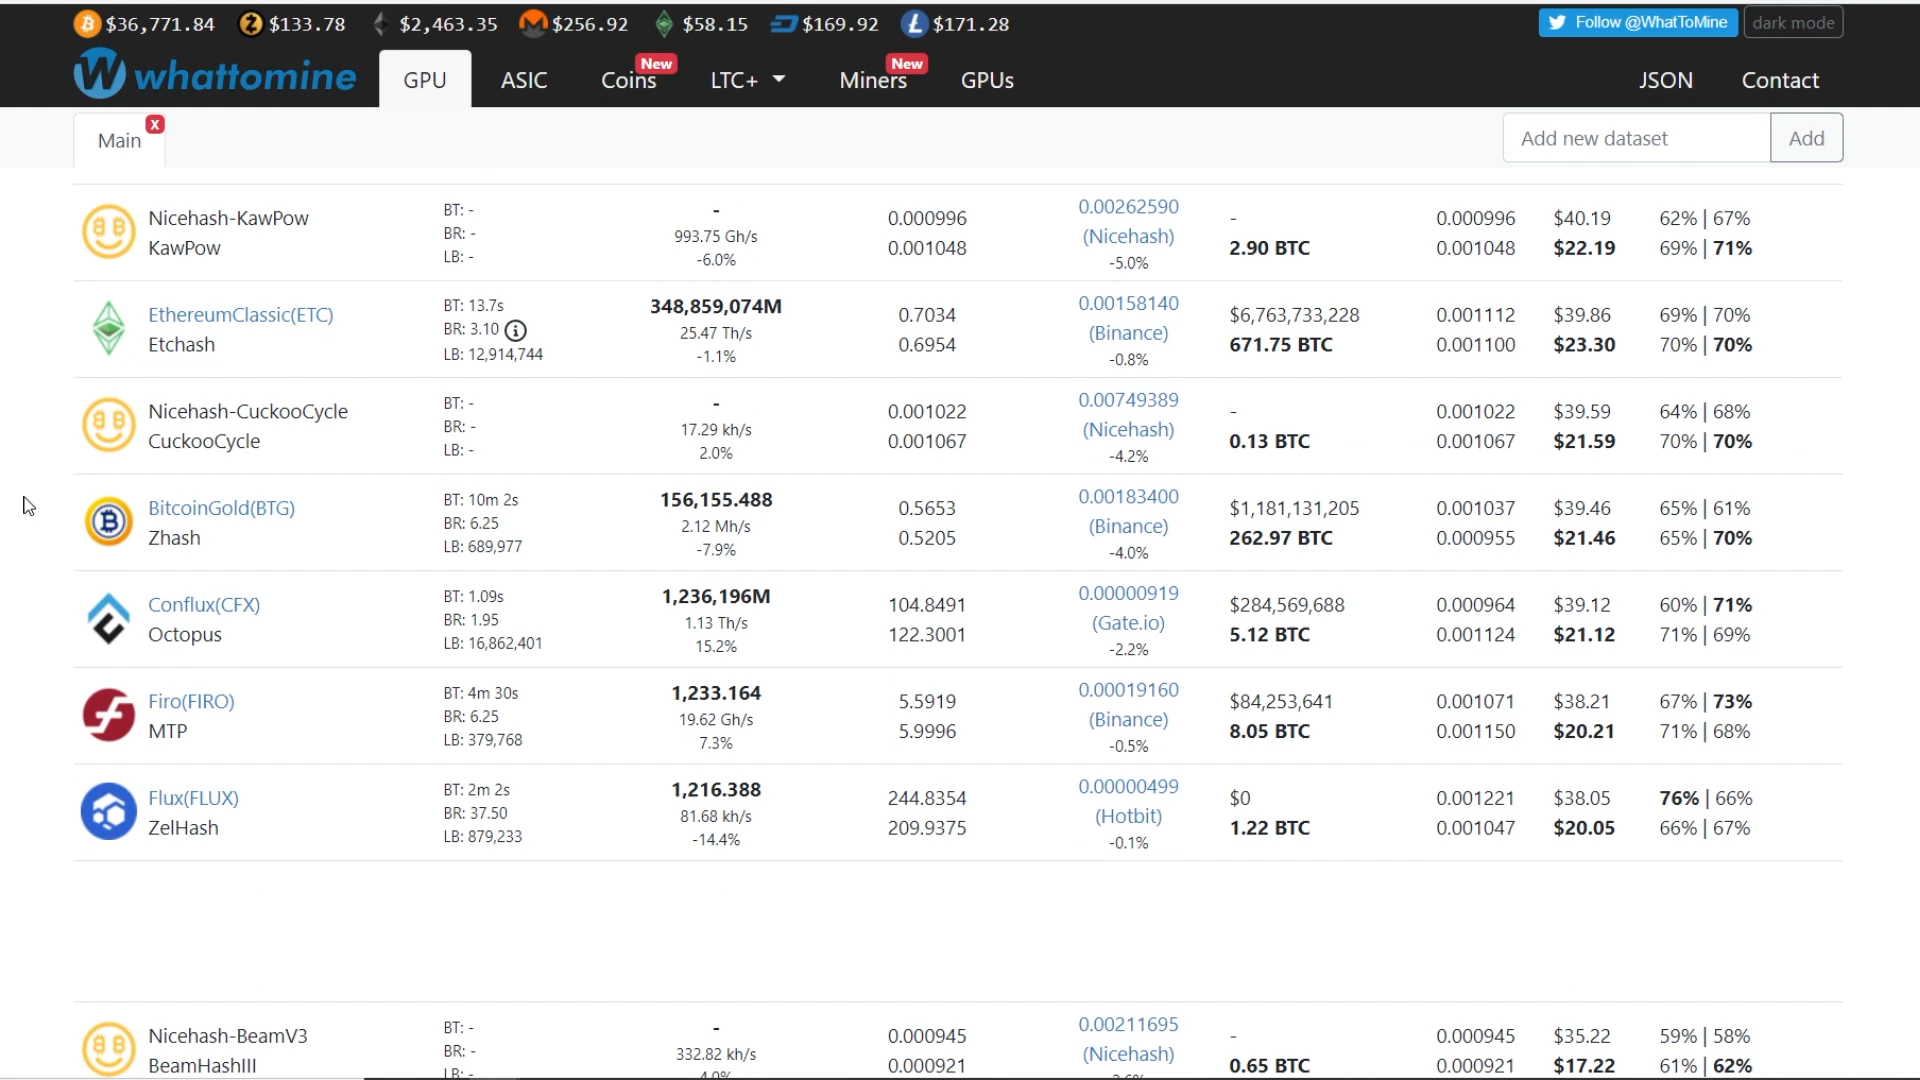 $36,771.84 $133.78 $2,463.35 $256.92 $58.15 $169.92 $171.28 Follow @WhatToMine dark mode
whattomine GPU ASIC Coins New LTC+ Miners New GPUs JSON Contact
Main X Add new dataset Add
Nicehash-KawPow BT: - - 0.000996 0.00262590 - 0.000996 $40.19 62% | 67%
KawPow BR: - 993.75 Gh/s 0.001048 (Nicehash) 2.90 BTC 0.001048 $22.19 69% | 71%
LB: - -6.0% -5.0%
EthereumClassic(ETC) BT: 13.7s 348,859,074M 0.7034 0.00158140 $6,763,733,228 0.001112 $39.86 69% | 70%
Etchash BR: 3.10 25.47 Th/s 0.6954 (Binance) 671.75 BTC 0.001100 $23.30 70% | 70%
LB: 12,914,744 -1.1% -0.8%
Nicehash-CuckooCycle BT: - - 0.001022 0.00749389 - 0.001022 $39.59 64% | 68%
CuckooCycle BR: - 17.29 kh/s 0.001067 (Nicehash) 0.13 BTC 0.001067 $21.59 70% | 70%
LB: - 2.0% -4.2%
BitcoinGold(BTG) BT: 10m 2s 156,155.488 0.5653 0.00183400 $1,181,131,205 0.001037 $39.46 65% | 61%
Zhash BR: 6.25 2.12 Mh/s 0.5205 (Binance) 262.97 BTC 0.000955 $21.46 65% | 70%
LB: 689,977 -7.9% -4.0%
Conflux(CFX) BT: 1.09s 1,236,196M 104.8491 0.00000919 $284,569,688 0.000964 $39.12 60% | 71%
Octopus BR: 1.95 1.13 Th/s 122.3001 (Gate.io) 5.12 BTC 0.001124 $21.12 71% | 69%
LB: 16,862,401 15.2% -2.2%
Firo(FIRO) BT: 4m 30s 1,233.164 5.5919 0.00019160 $84,253,641 0.001071 $38.21 67% | 73%
MTP BR: 6.25 19.62 Gh/s 5.9996 (Binance) 8.05 BTC 0.001150 $20.21 71% | 68%
LB: 379,768 7.3% -0.5%
Flux(FLUX) BT: 2m 2s 1,216.388 244.8354 0.00000499 $0 0.001221 $38.05 76% | 66%
ZelHash BR: 37.50 81.68 kh/s 209.9375 (Hotbit) 1.22 BTC 0.001047 $20.05 66% | 67%
LB: 879,233 -14.4% -0.1%
Nicehash-BeamV3 BT: - - 0.000945 0.00211695 - 0.000945 $35.22 59% | 58%
BeamHashIII BR: - 332.82 kh/s 0.000921 (Nicehash) 0.65 BTC 0.000921 $17.22 61% | 62%
LB: -